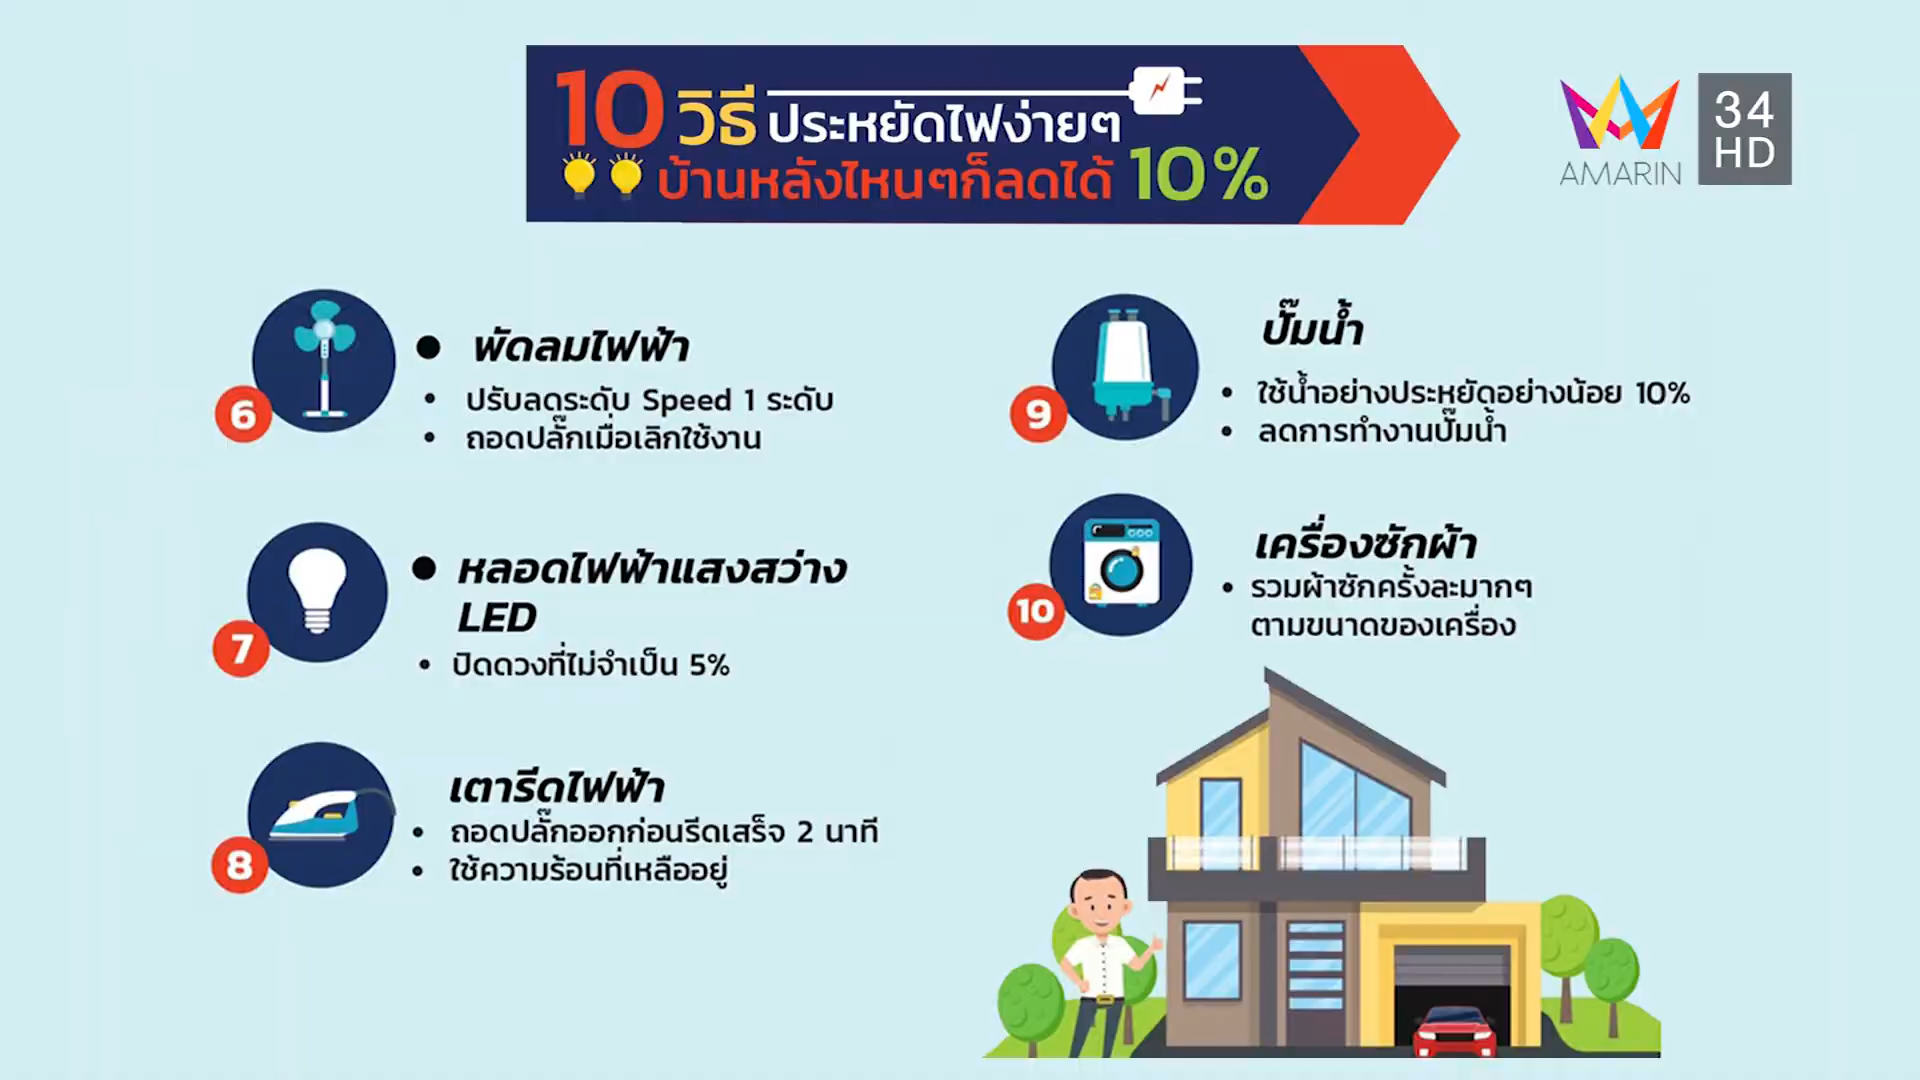 10 วิธี ประหยัดไฟง่ายๆ
บ้านหลังไหนๆก็ลดได้ 10%
AMARIN
34
HD
6
พัดลมไฟฟ้า
ปรับลดระดับ Speed 1 ระดับ
ถอดปลั๊กเมื่อเลิกใช้งาน
7
หลอดไฟฟ้าแสงสว่าง
LED
ปิดดวงที่ไม่จำเป็น 5%
8
เตารีดไฟฟ้า
ถอดปลั๊กออกก่อนรีดเสร็จ 2 นาที
ใช้ความร้อนที่เหลืออยู่
9
ปั๊มน้ำ
ใช้น้ำอย่างประหยัดอย่างน้อย 10%
ลดการทำงานปั๊มน้ำ
10
เครื่องซักผ้า
รวมผ้าซักครั้งละมากๆ
ตามขนาดของเครื่อง